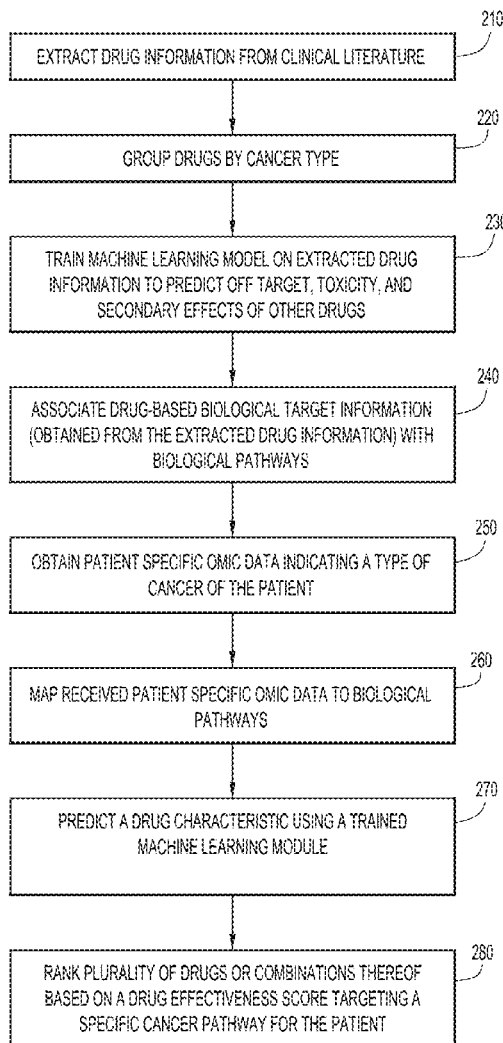 210
EXTRACT DRUG INFORMATION FROM CLINICAL LITERATURE
220
GROUP DRUGS BY CANCER TYPE
230
TRAIN MACHINE LEARNING MODEL ON EXTRACTED DRUG
INFORMATION TO PREDICT OFF TARGET, TOXICITY, AND
SECONDARY EFFECTS OF OTHER DRUGS
240
ASSOCIATE DRUG-BASED BIOLOGICAL TARGET INFORMATION
(OBTAINED FROM THE EXTRACTED DRUG INFORMATION) WITH
BIOLOGICAL PATHWAYS
250
OBTAIN PATIENT SPECIFIC OMIC DATA INDICATING A TYPE OF
CANCER OF THE PATIENT
260
MAP RECEIVED PATIENT SPECIFIC OMIC DATA TO BIOLOGICAL
PATHWAYS
270
PREDICT A DRUG CHARACTERISTIC USING A TRAINED
MACHINE LEARNING MODULE
280
RANK PLURALITY OF DRUGS OR COMBINATIONS THEREOF
BASED ON A DRUG EFFECTIVENESS SCORE TARGETING A
SPECIFIC CANCER PATHWAY FOR THE PATIENT